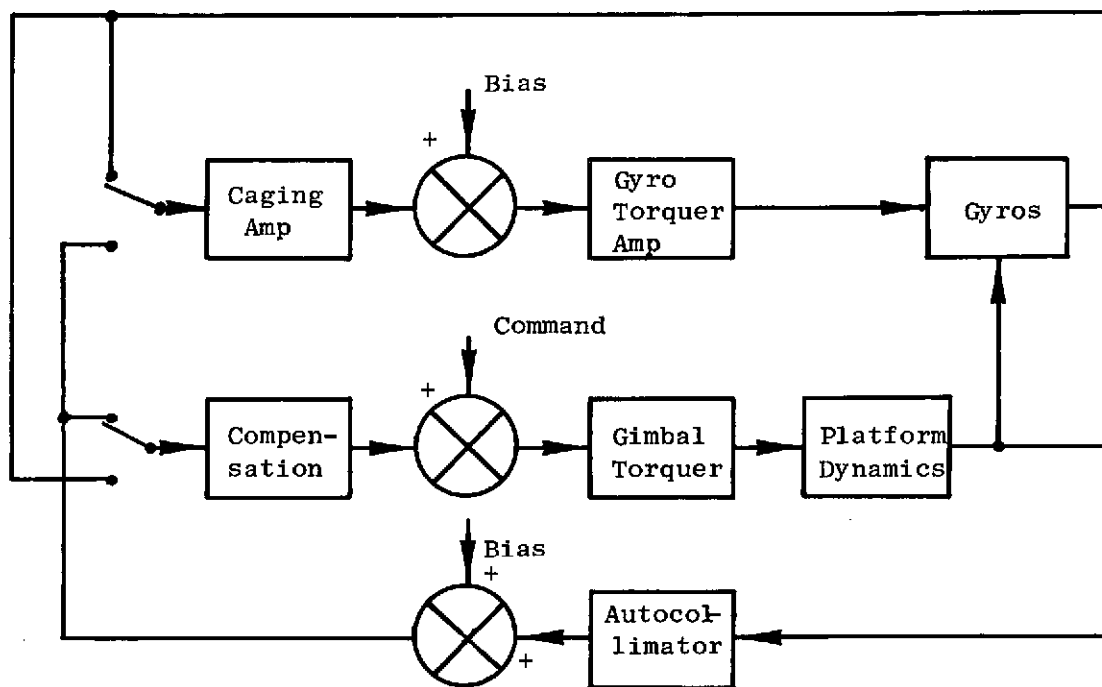 Bias
+
Caging
Amp
Gyro
Torquer
Amp
Gyros
Command
+
Compen-
sation
Gimbal
Torquer
Platform
Dynamics
Bias
+
+
Autocol-
limator